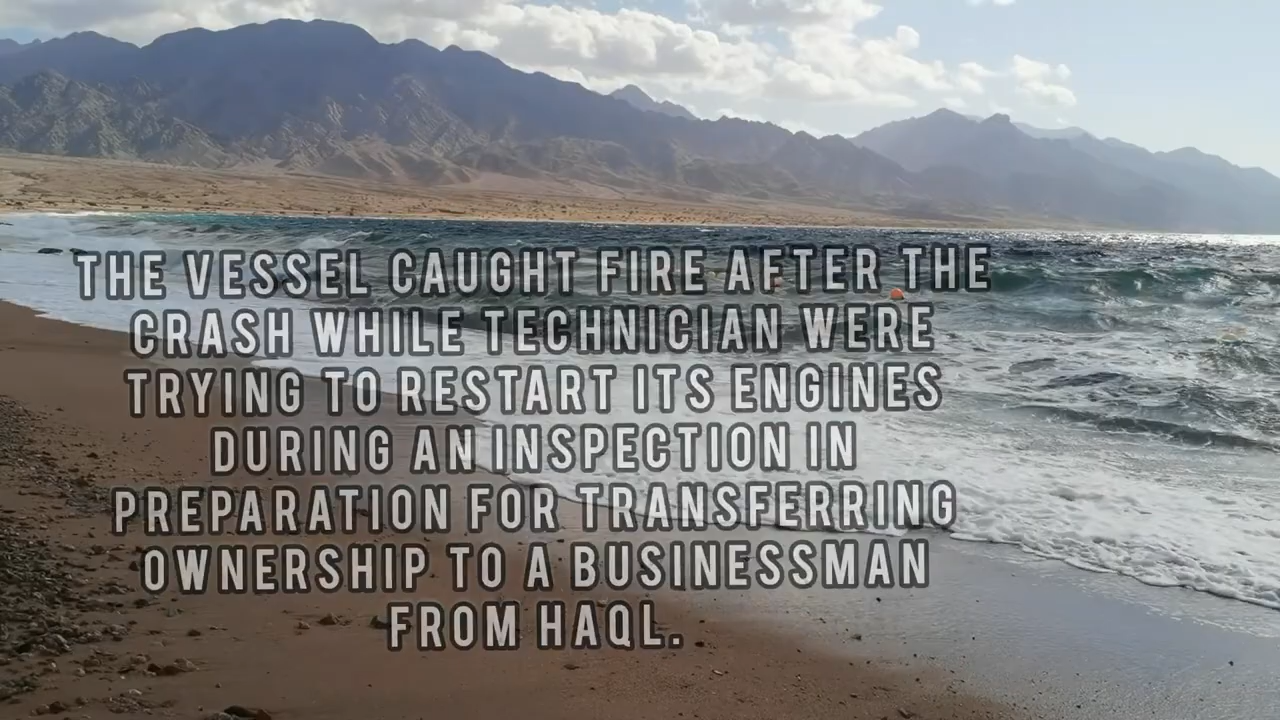 THE VESSEL CAUGHT FIRE AFTER THE
CRASH WHILE TECHNICIAN WERE
TRYING TO RESTART ITS ENGINES
DURING AN INSPECTION IN
PREPARATION FOR TRANSFERRING
OWNERSHIP TO A BUSINESSMAN
FROM HAQL.